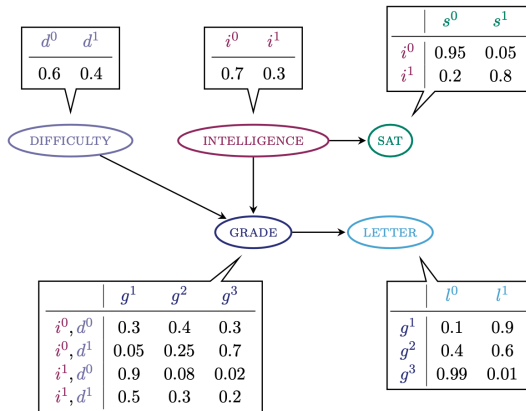 d⁰ d¹
0.6 0.4
i⁰ i¹
0.7 0.3
s⁰ s¹
i⁰ 0.95 0.05
i¹ 0.2 0.8
DIFFICULTY
INTELLIGENCE
SAT
GRADE
LETTER
g¹ g² g³
i⁰, d⁰ 0.3 0.4 0.3
i⁰, d¹ 0.05 0.25 0.7
i¹, d⁰ 0.9 0.08 0.02
i¹, d¹ 0.5 0.3 0.2
l⁰ l¹
g¹ 0.1 0.9
g² 0.4 0.6
g³ 0.99 0.01